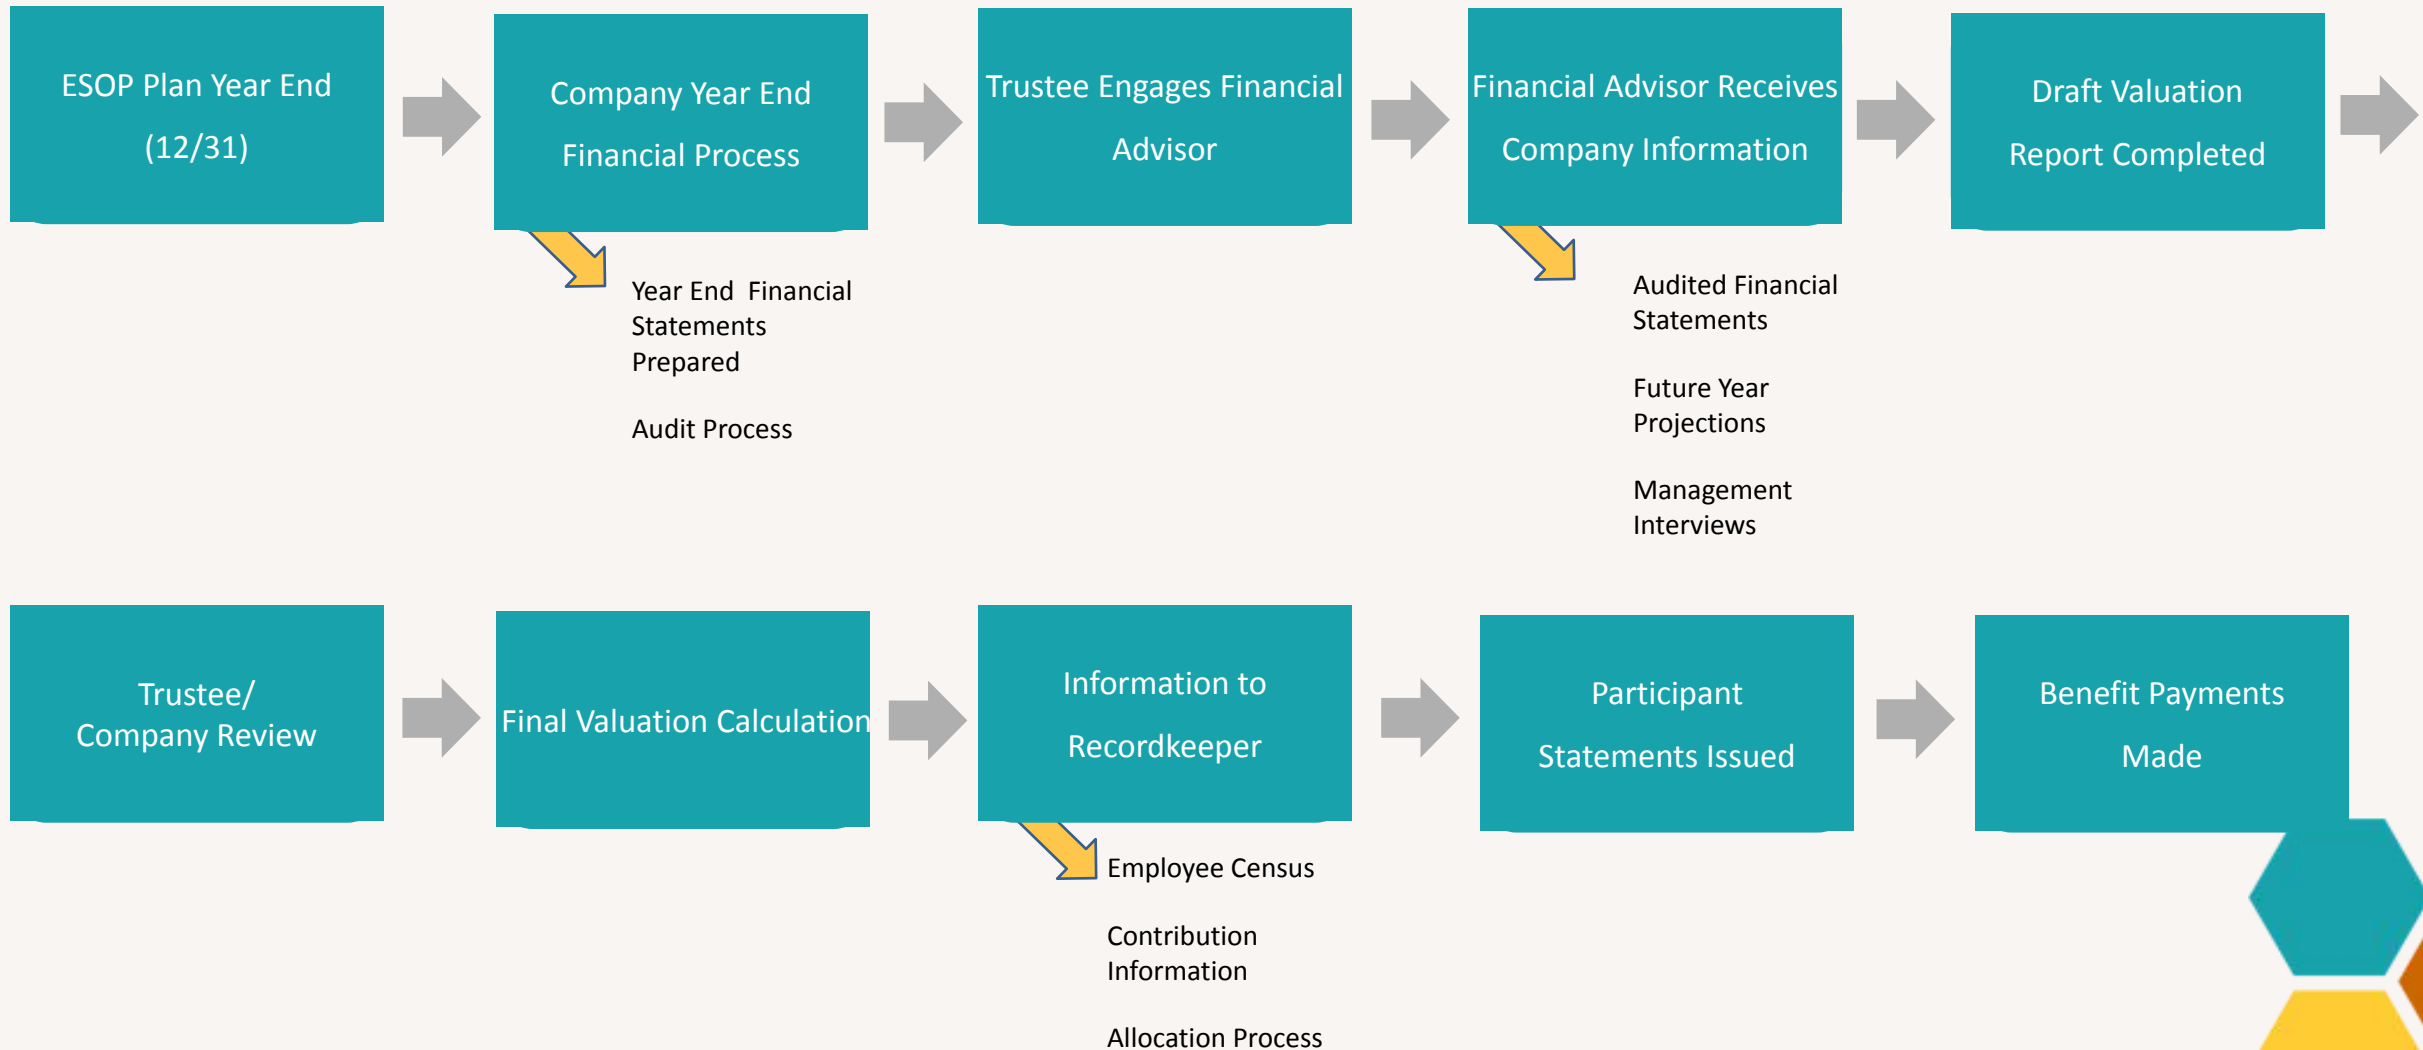 ESOP Plan Year End
(12/31)
Company Year End
Financial Process
Year End  Financial
Statements
Prepared
Audit Process
Trustee Engages Financial
Advisor
Financial Advisor Receives
Company Information
Audited Financial
Statements
Future Year
Projections
Management
Interviews
Draft Valuation
Report Completed
Trustee/
Company Review
Final Valuation Calculation
Information to
Recordkeeper
Employee Census
Contribution
Information
Allocation Process
Participant
Statements Issued
Benefit Payments
Made